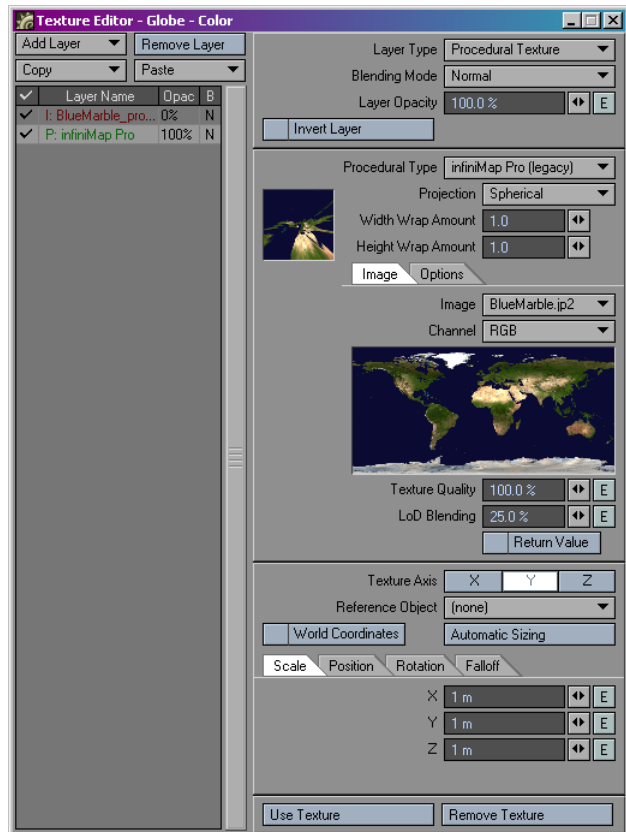 Texture Editor - Globe - Color
Add Layer
Remove Layer
Copy
Paste
Layer Name Opac B
I: BlueMarble_pro... 0% N
P: infiniMap Pro 100% N
Layer Type Procedural Texture
Blending Mode Normal
Layer Opacity 100.0 % E
Invert Layer
Procedural Type infiniMap Pro (legacy)
Projection Spherical
Width Wrap Amount 1.0
Height Wrap Amount 1.0
Image Options
Image BlueMarble.jp2
Channel RGB
Texture Quality 100.0 % E
LoD Blending 25.0 % E
Return Value
Texture Axis X Y Z
Reference Object (none)
World Coordinates Automatic Sizing
Scale Position Rotation Falloff
X 1 m E
Y 1 m E
Z 1 m E
Use Texture Remove Texture